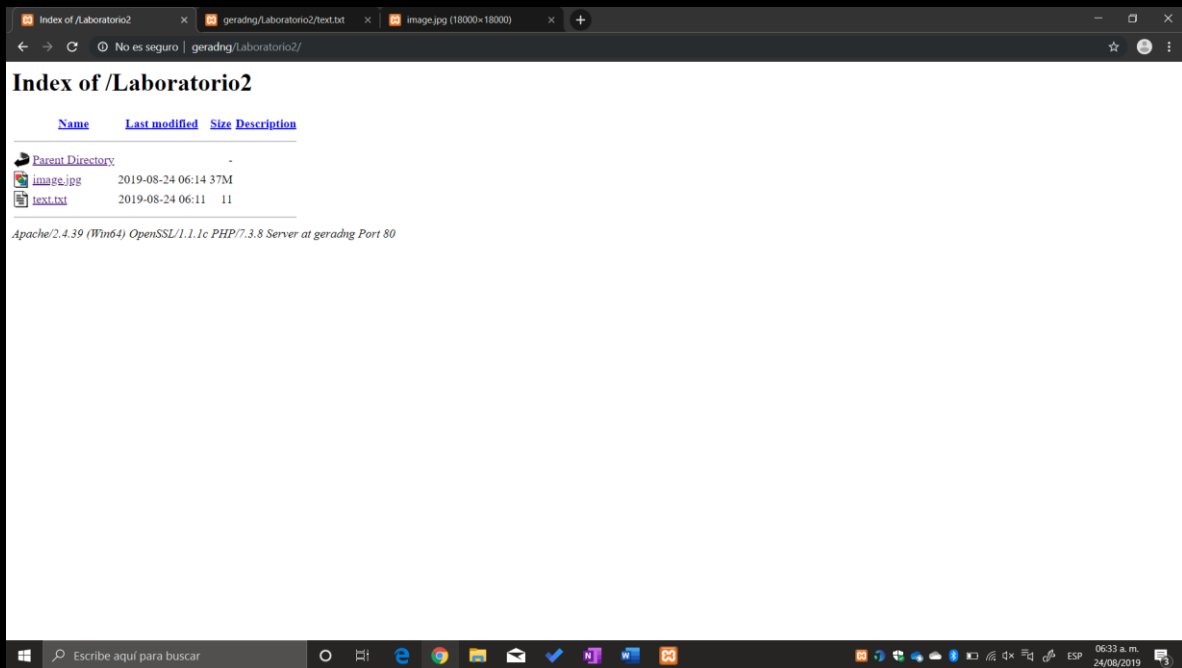 Index of /Laboratorio2
geradng/Laboratorio2/text.txt
image.jpg (18000×18000)
No es seguro | geradng/Laboratorio2/
Index of /Laboratorio2
Name Last modified Size Description
Parent Directory -
image.jpg 2019-08-24 06:14 37M
text.txt 2019-08-24 06:11 11
Apache/2.4.39 (Win64) OpenSSL/1.1.1c PHP/7.3.8 Server at geradng Port 80
Escribe aquí para buscar
ESP
06:33 a. m.
24/08/2019
3